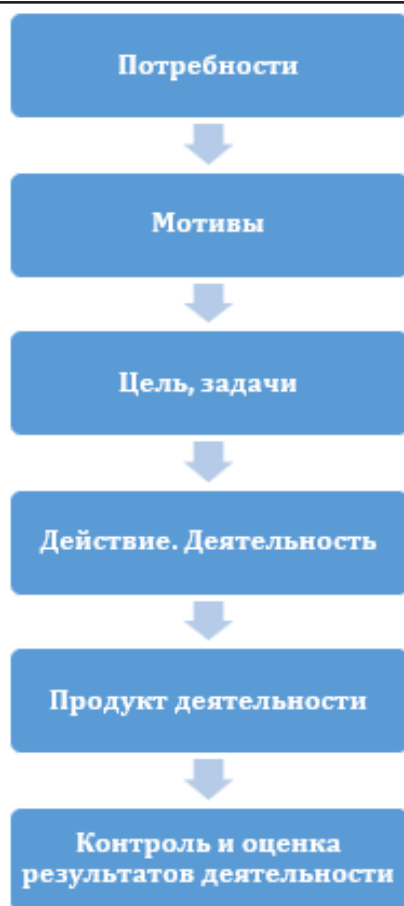 Потребности
Мотивы
Цель, задачи
Действие. Деятельность
Продукт деятельности
Контроль и оценка
результатов деятельности